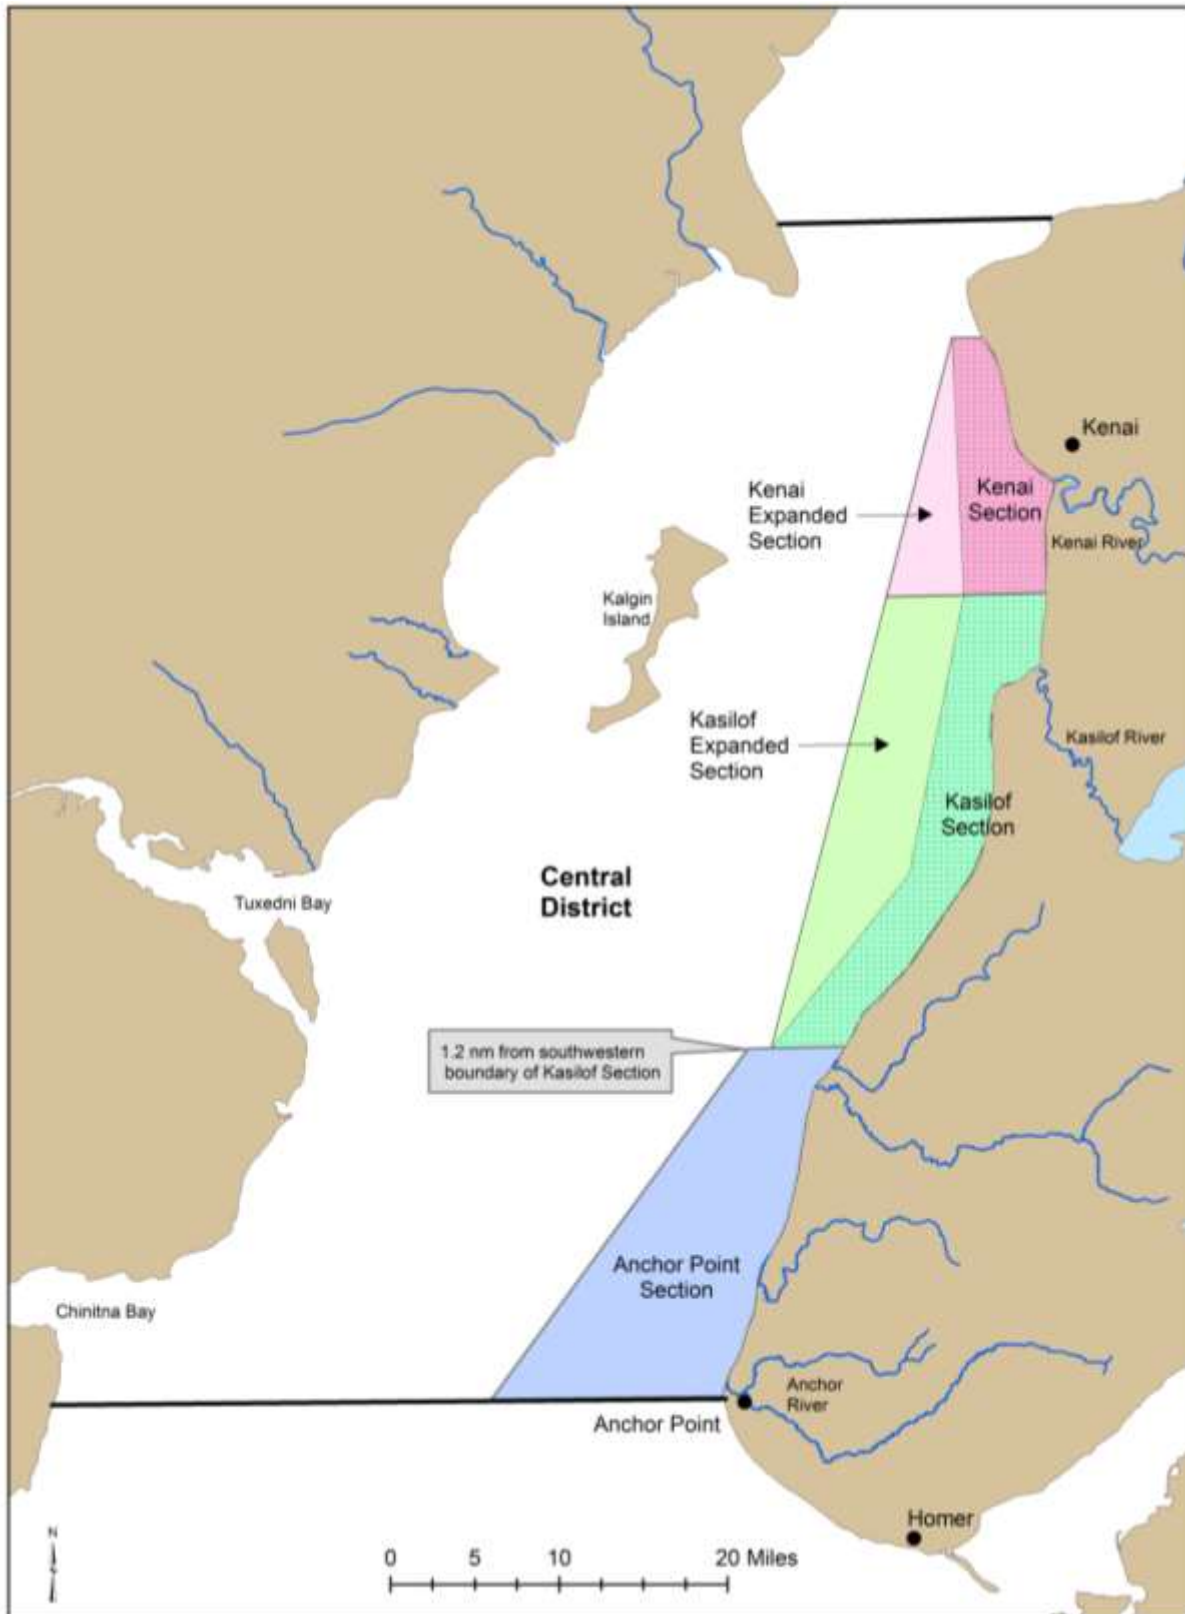 Kenai
Kenai
Expanded
Section
Kenai
Section
Kenai River
Kalgin
Island
Kasilof
Expanded
Section
Kasilof River
Kasilof
Section
Central
District
Tuxedni Bay
1.2 nm from southwestern
boundary of Kasilof Section
Anchor Point
Section
Chinitna Bay
Anchor
River
Anchor Point
Homer
N
0 5 10 20 Miles